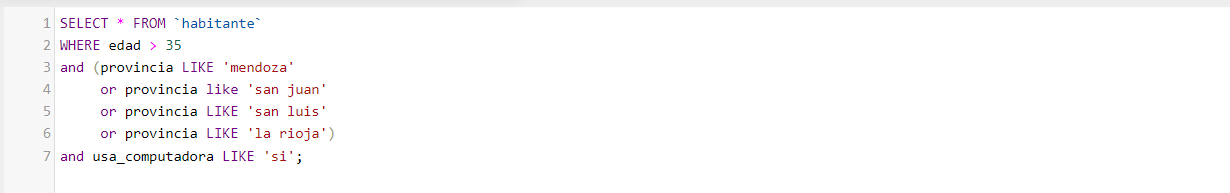 1 SELECT * FROM `habitante`
2 WHERE edad > 35
3 and (provincia LIKE 'mendoza'
4 or provincia like 'san juan'
5 or provincia LIKE 'san luis'
6 or provincia LIKE 'la rioja')
7 and usa_computadora LIKE 'si';